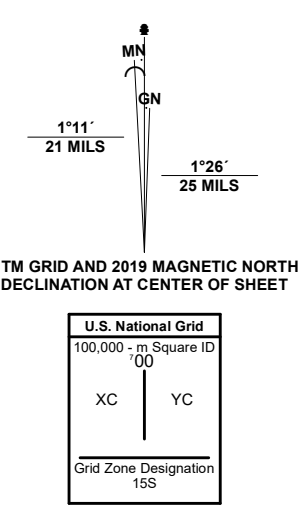 MN
GN
1°11´
21 MILS
1°26´
25 MILS
TM GRID AND 2019 MAGNETIC NORTH
DECLINATION AT CENTER OF SHEET
U.S. National Grid
100,000 - m Square ID
⁷00
XC YC
Grid Zone Designation
15S